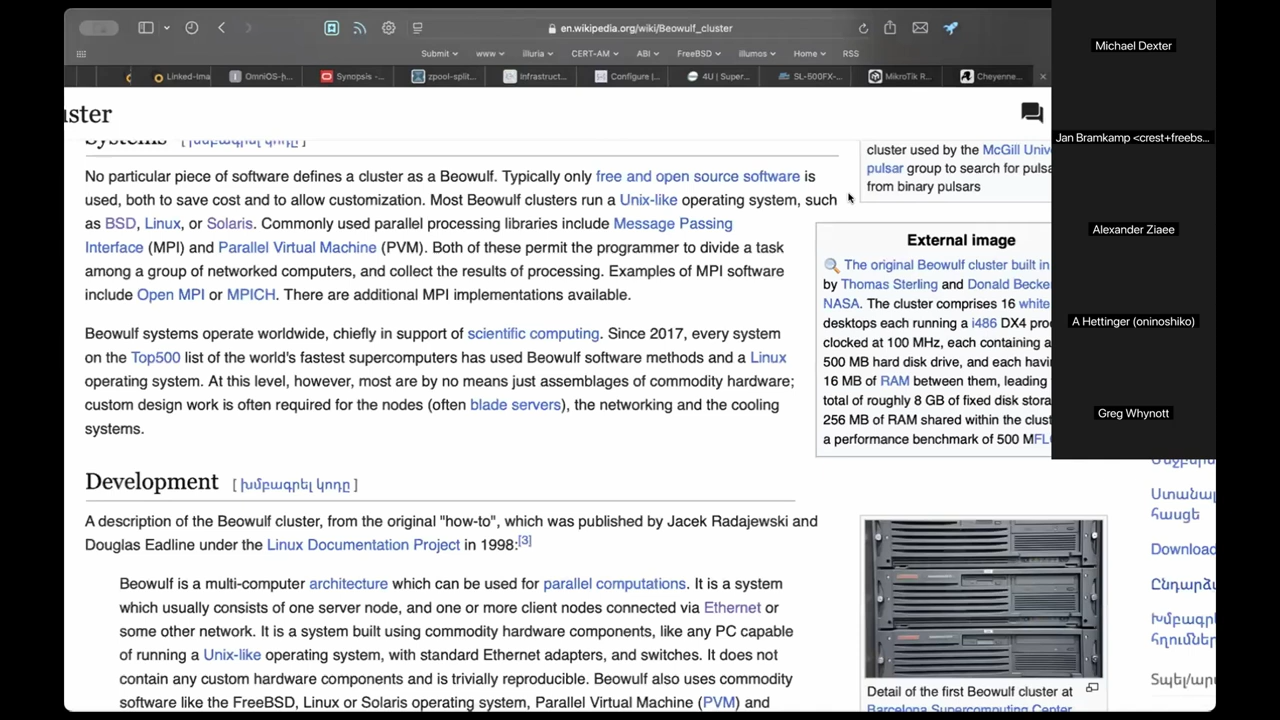 en.wikipedia.org/wiki/Beowulf_cluster
Submit www illuria CERT-AM ABI FreeBSD illumos Home RSS
Linked-Ima OmniOS-հ... Synopsis -... zpool-split... Infrastruct... Configure |... 4U | Super... SL-500FX-... MikroTik R... Cheyenne...
Michael Dexter
Jan Bramkamp <crest+freebs...
Alexander Ziaee
A Hettinger (oninoshiko)
Greg Whynott
uster
Systems [ խմբագրել կոդը ]
No particular piece of software defines a cluster as a Beowulf. Typically only free and open source software is
used, both to save cost and to allow customization. Most Beowulf clusters run a Unix-like operating system, such
as BSD, Linux, or Solaris. Commonly used parallel processing libraries include Message Passing
Interface (MPI) and Parallel Virtual Machine (PVM). Both of these permit the programmer to divide a task
among a group of networked computers, and collect the results of processing. Examples of MPI software
include Open MPI or MPICH. There are additional MPI implementations available.
Beowulf systems operate worldwide, chiefly in support of scientific computing. Since 2017, every system
on the Top500 list of the world's fastest supercomputers has used Beowulf software methods and a Linux
operating system. At this level, however, most are by no means just assemblages of commodity hardware;
custom design work is often required for the nodes (often blade servers), the networking and the cooling
systems.
cluster used by the McGill Unive
pulsar group to search for pulsa
from binary pulsars
External image
The original Beowulf cluster built in
by Thomas Sterling and Donald Becke
NASA. The cluster comprises 16 white
desktops each running a i486 DX4 pro
clocked at 100 MHz, each containing a
500 MB hard disk drive, and each havi
16 MB of RAM between them, leading
total of roughly 8 GB of fixed disk stora
256 MB of RAM shared within the clust
a performance benchmark of 500 MFL
Development [ խմբագրել կոդը ]
A description of the Beowulf cluster, from the original "how-to", which was published by Jacek Radajewski and
Douglas Eadline under the Linux Documentation Project in 1998:[3]
Beowulf is a multi-computer architecture which can be used for parallel computations. It is a system
which usually consists of one server node, and one or more client nodes connected via Ethernet or
some other network. It is a system built using commodity hardware components, like any PC capable
of running a Unix-like operating system, with standard Ethernet adapters, and switches. It does not
contain any custom hardware components and is trivially reproducible. Beowulf also uses commodity
software like the FreeBSD, Linux or Solaris operating system, Parallel Virtual Machine (PVM) and
Detail of the first Beowulf cluster at
Barcelona Supercomputing Center
Ստանալ
հասցե
Download
Ընդարձ
Խմբագր
հղումներ
Տպել/ար